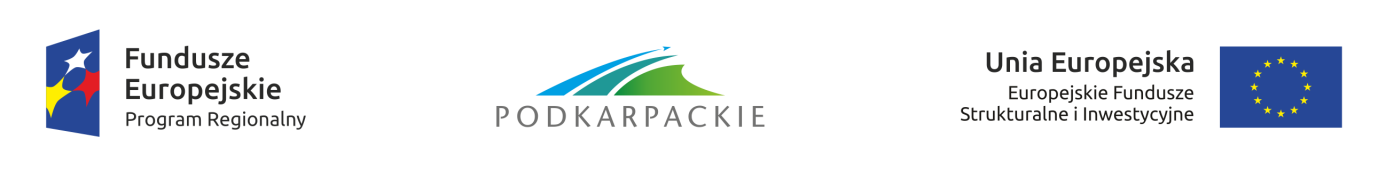 Fundusze
Europejskie
Program Regionalny
PODKARPACKIE
Unia Europejska
Europejskie Fundusze
Strukturalne i Inwestycyjne